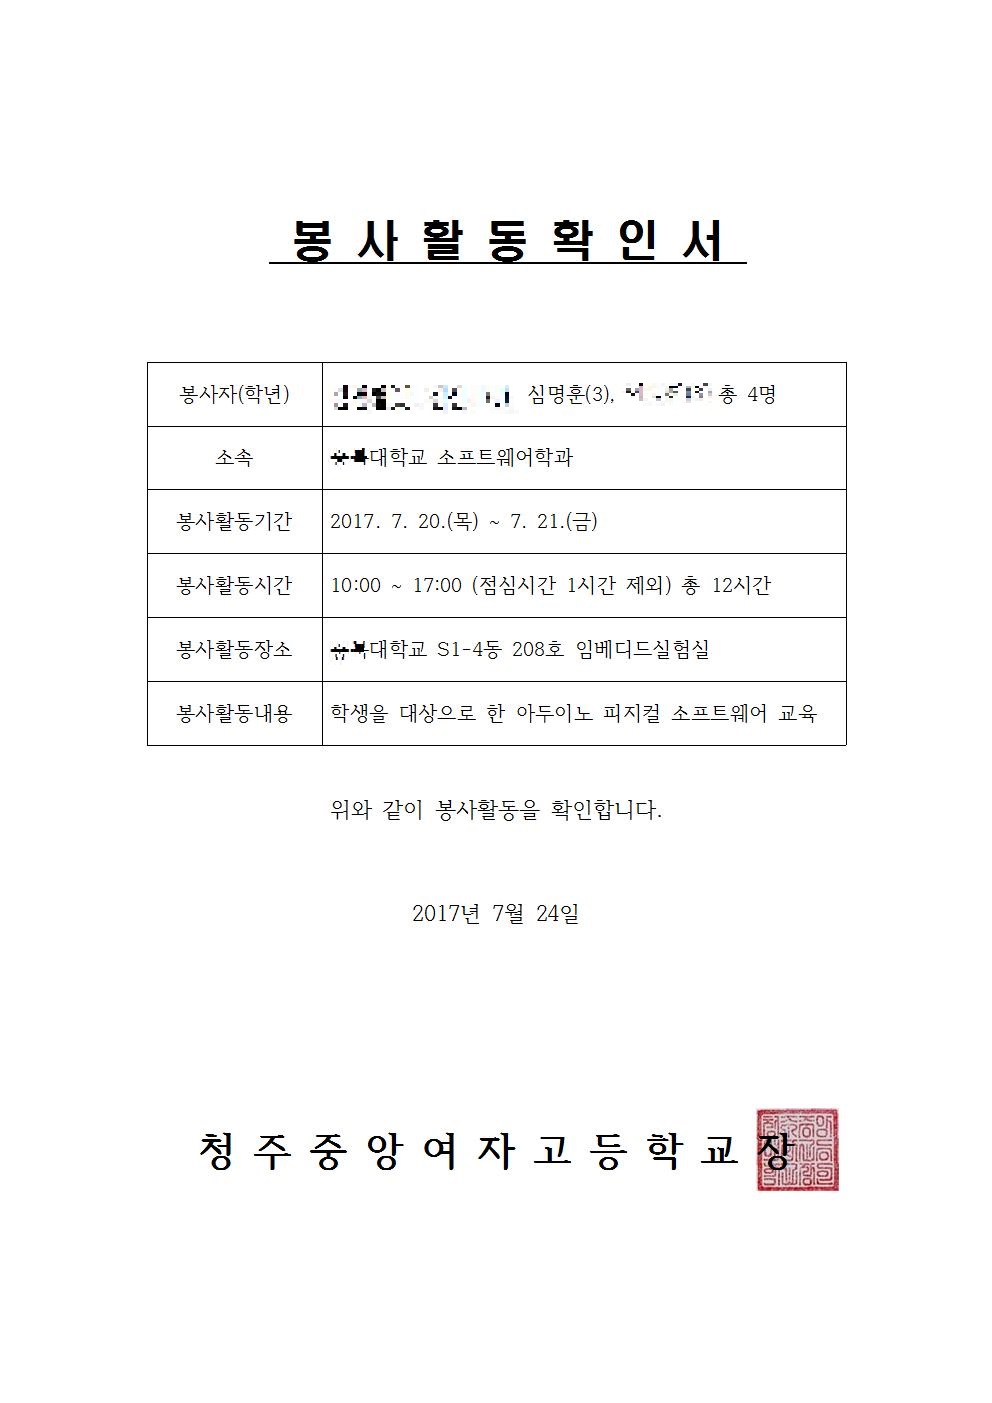 봉사활동확인서
봉사자(학년) 심명훈(3), 총 4명
소속 대학교 소프트웨어학과
봉사활동기간 2017. 7. 20.(목) ~ 7. 21.(금)
봉사활동시간 10:00 ~ 17:00 (점심시간 1시간 제외) 총 12시간
봉사활동장소 대학교 S1-4동 208호 임베디드실험실
봉사활동내용 학생을 대상으로 한 아두이노 피지컬 소프트웨어 교육
위와 같이 봉사활동을 확인합니다.
2017년 7월 24일
청주중앙여자고등학교장